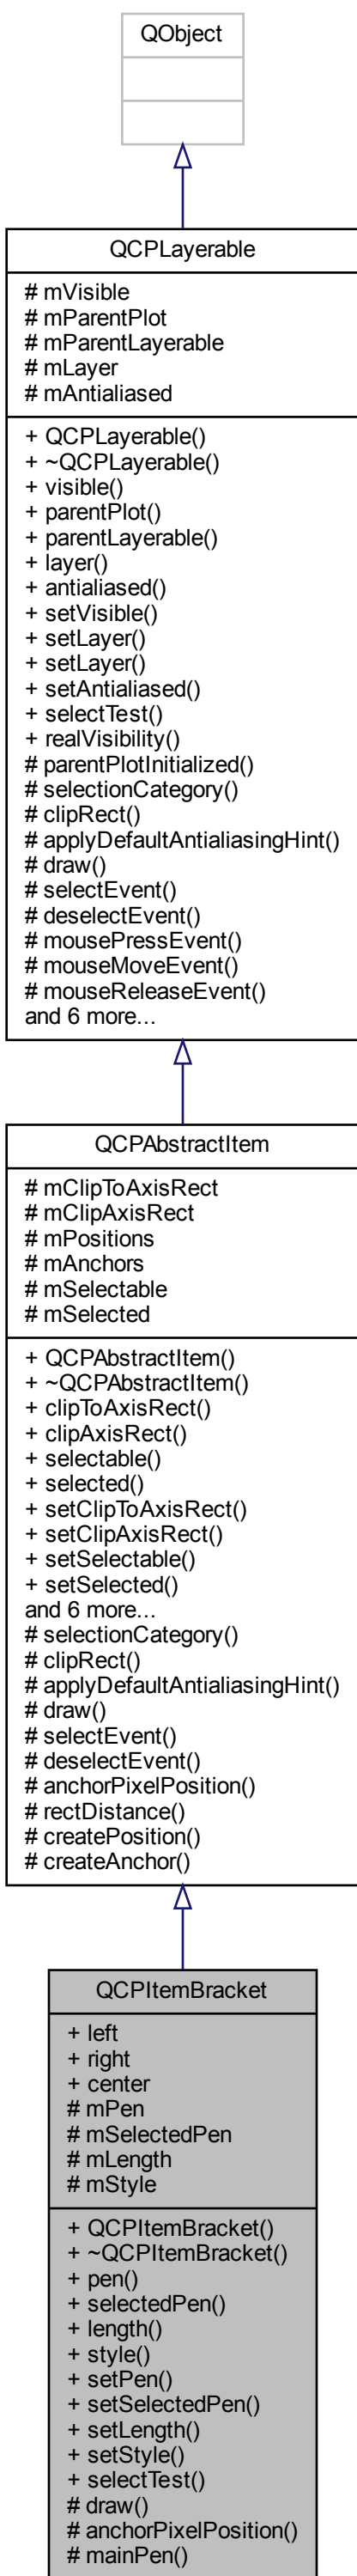 QObject
QCPLayerable
# mVisible
# mParentPlot
# mParentLayerable
# mLayer
# mAntialiased
+ QCPLayerable()
+ ~QCPLayerable()
+ visible()
+ parentPlot()
+ parentLayerable()
+ layer()
+ antialiased()
+ setVisible()
+ setLayer()
+ setLayer()
+ setAntialiased()
+ selectTest()
+ realVisibility()
# parentPlotInitialized()
# selectionCategory()
# clipRect()
# applyDefaultAntialiasingHint()
# draw()
# selectEvent()
# deselectEvent()
# mousePressEvent()
# mouseMoveEvent()
# mouseReleaseEvent()
and 6 more...
QCPAbstractItem
# mClipToAxisRect
# mClipAxisRect
# mPositions
# mAnchors
# mSelectable
# mSelected
+ QCPAbstractItem()
+ ~QCPAbstractItem()
+ clipToAxisRect()
+ clipAxisRect()
+ selectable()
+ selected()
+ setClipToAxisRect()
+ setClipAxisRect()
+ setSelectable()
+ setSelected()
and 6 more...
# selectionCategory()
# clipRect()
# applyDefaultAntialiasingHint()
# draw()
# selectEvent()
# deselectEvent()
# anchorPixelPosition()
# rectDistance()
# createPosition()
# createAnchor()
QCPItemBracket
+ left
+ right
+ center
# mPen
# mSelectedPen
# mLength
# mStyle
+ QCPItemBracket()
+ ~QCPItemBracket()
+ pen()
+ selectedPen()
+ length()
+ style()
+ setPen()
+ setSelectedPen()
+ setLength()
+ setStyle()
+ selectTest()
# draw()
# anchorPixelPosition()
# mainPen()